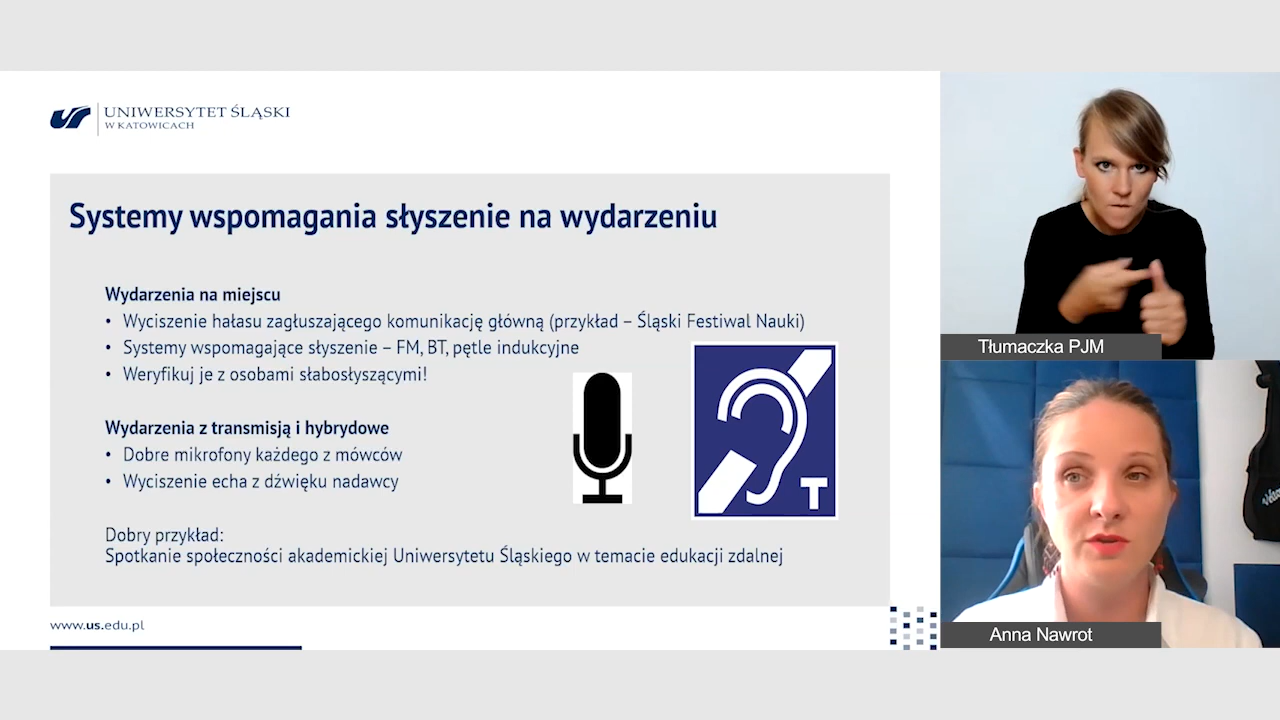 UNIWERSYTET ŚLĄSKI
W KATOWICACH
Systemy wspomagania słyszenie na wydarzeniu
Wydarzenia na miejscu
• Wyciszenie hałasu zagłuszającego komunikację główną (przykład – Śląski Festiwal Nauki)
• Systemy wspomagające słyszenie – FM, BT, pętle indukcyjne
• Weryfikuj je z osobami słabosłyszącymi!
Wydarzenia z transmisją i hybrydowe
• Dobre mikrofony każdego z mówców
• Wyciszenie echa z dźwięku nadawcy
T
Dobry przykład:
Spotkanie społeczności akademickiej Uniwersytetu Śląskiego w temacie edukacji zdalnej
www.us.edu.pl
Tłumaczka PJM
Anna Nawrot